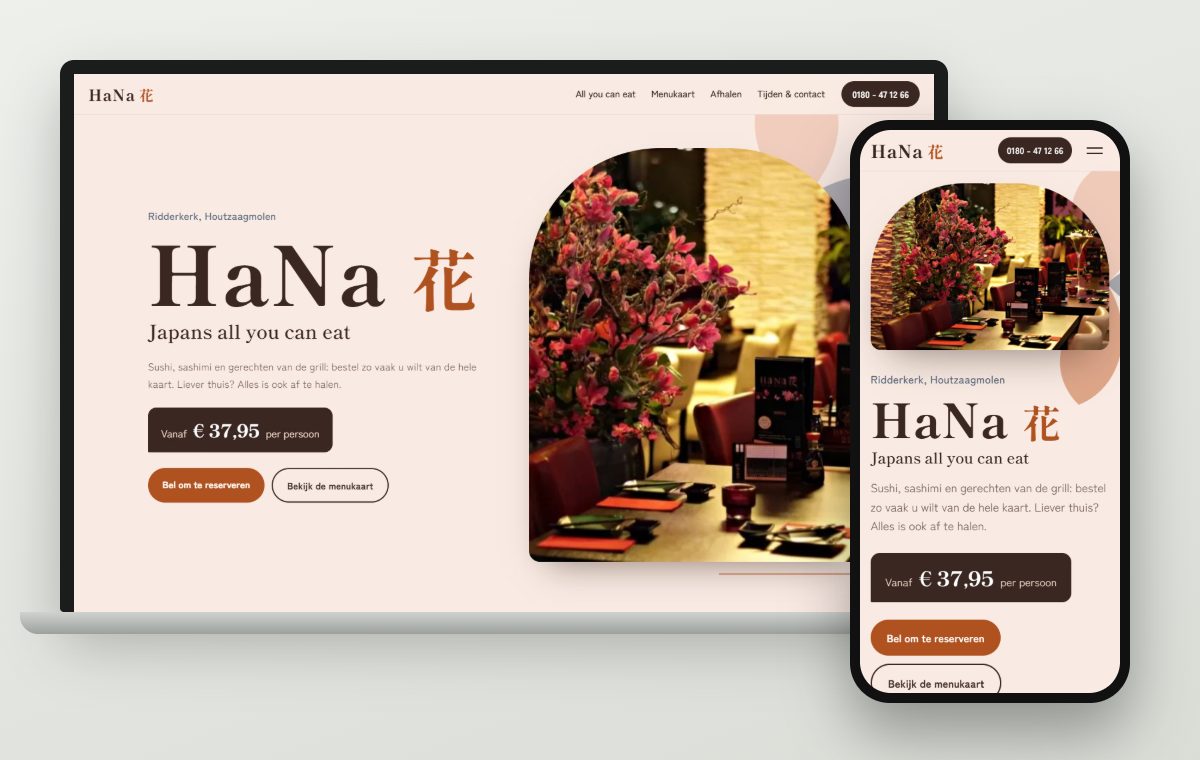 HaNa 花
All you can eat
Menukaart
Afhalen
Tijden & contact
0180 - 47 12 66
Ridderkerk, Houtzaagmolen
HaNa 花
Japans all you can eat
Sushi, sashimi en gerechten van de grill: bestel zo vaak u wilt van de hele
kaart. Liever thuis? Alles is ook af te halen.
Vanaf € 37,95 per persoon
Bel om te reserveren
Bekijk de menukaart
HaNa花
HaNa 花
0180 - 47 12 66
Ridderkerk, Houtzaagmolen
HaNa 花
Japans all you can eat
Sushi, sashimi en gerechten van de grill: bestel
zo vaak u wilt van de hele kaart. Liever thuis?
Alles is ook af te halen.
Vanaf € 37,95 per persoon
Bel om te reserveren
Bekijk de menukaart